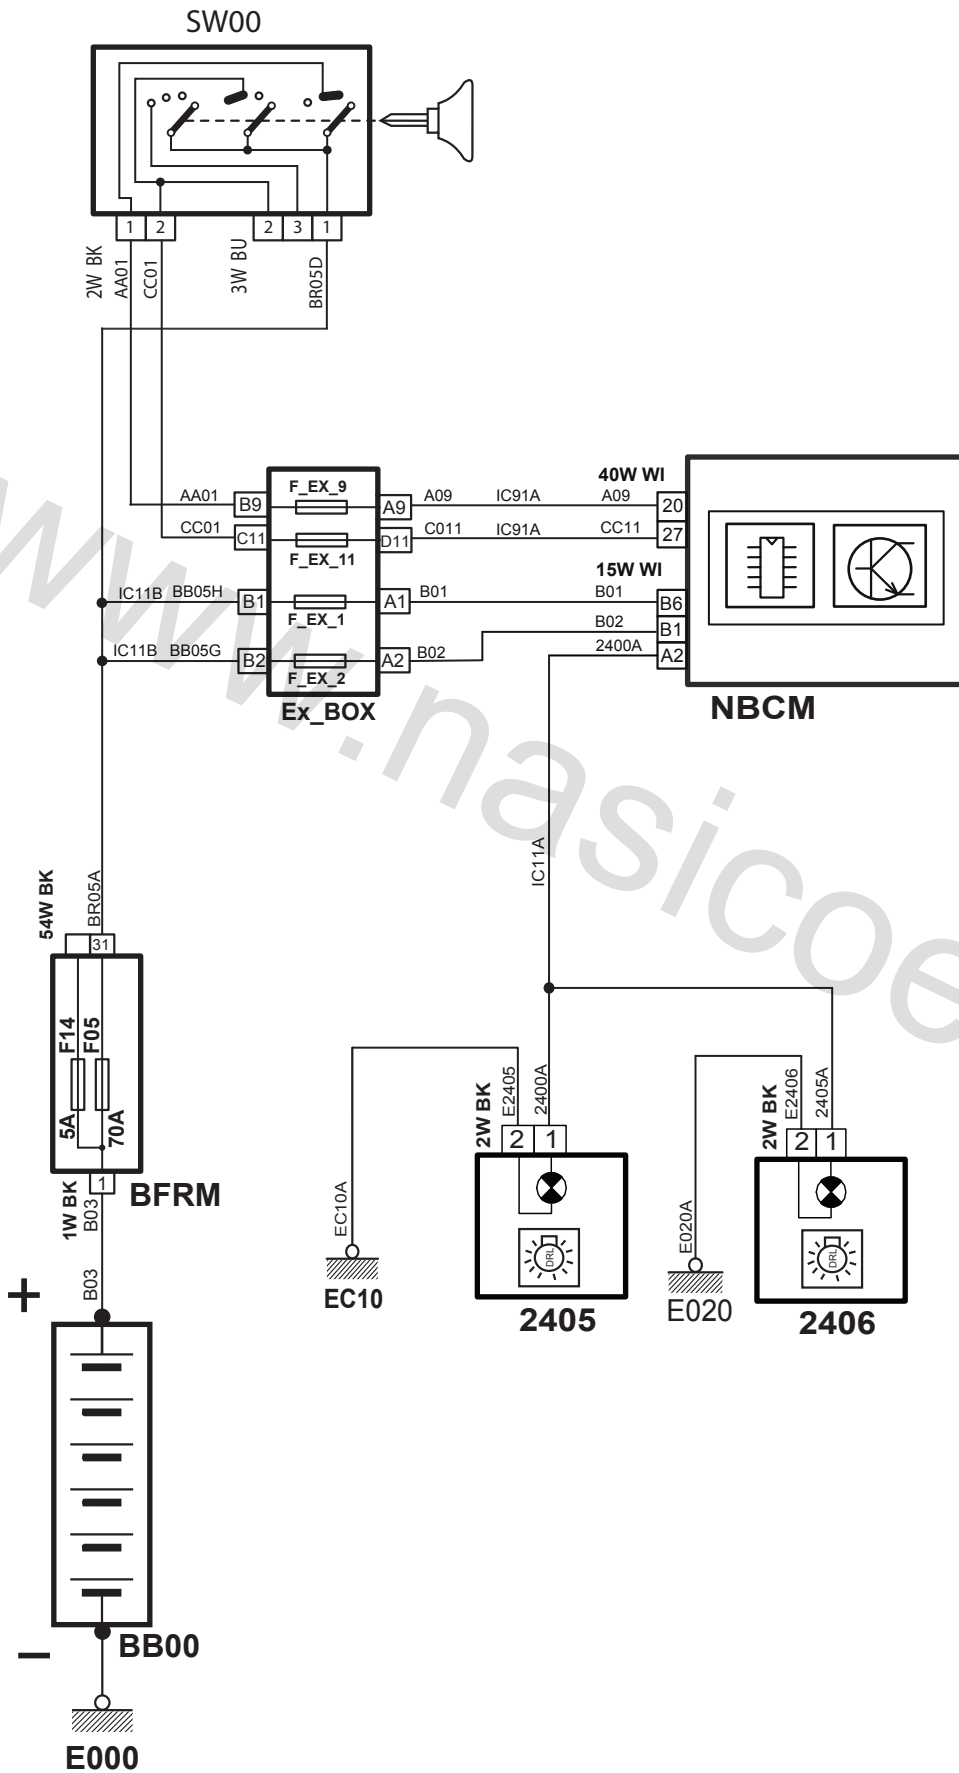 SW00
1 2 2 3 1
2W BK
AA01
CC01
3W BU
BR05D
F_EX_9
40W WI
AA01 B9 A9 A09 IC91A A09 20
CC01 C11 D11 C011 IC91A CC11 27
F_EX_11
15W WI
IC11B BB05H B1 A1 B01 B01 B6
F_EX_1
B02 B1
IC11B BB05G B2 A2 B02 2400A A2
F_EX_2
Ex_BOX
NBCM
www.nasicoe
IC11A
54W BK
BR05A
31
F14
F05
5A
70A
1
BFRM
1W BK
B03
B03
2W BK
E2405
2400A
2 1
2W BK
E2406
2405A
2 1
EC10A
E020A
DRL
DRL
EC10
E020
2405
2406
+
BB00
–
E000